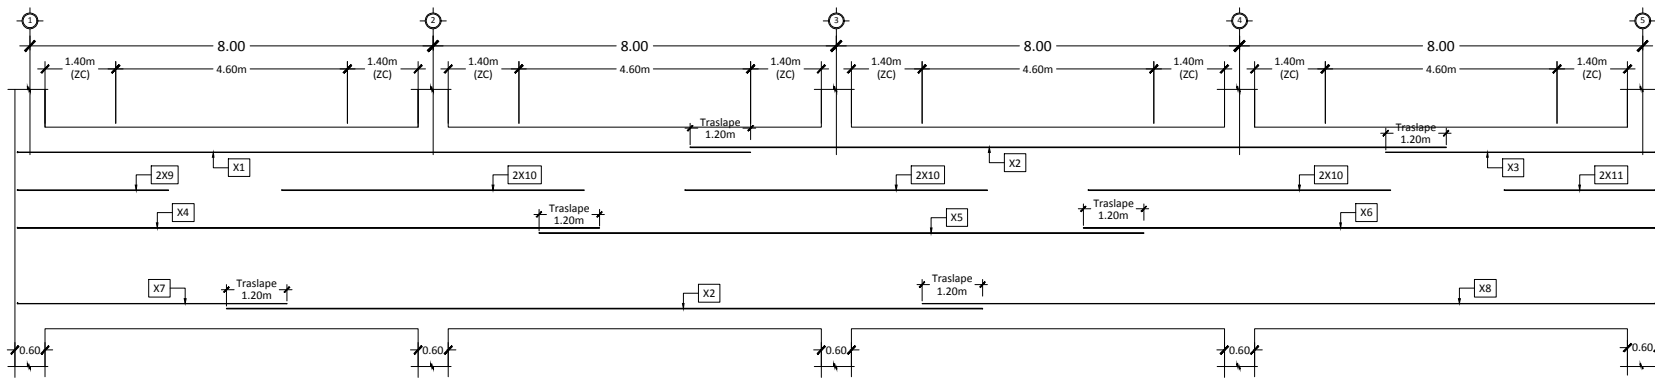 1 2 3 4 5
8.00 8.00 8.00 8.00
1.40m 1.40m 1.40m 1.40m 1.40m 1.40m 1.40m 1.40m
(ZC) 4.60m (ZC) (ZC) 4.60m (ZC) (ZC) 4.60m (ZC) (ZC) 4.60m (ZC)
Traslape Traslape
1.20m 1.20m
X1 X2 X3
2X9 2X10 2X10 2X10 2X11
Traslape Traslape
1.20m 1.20m
X4 X5 X6
Traslape Traslape
1.20m 1.20m
X7 X2 X8
0.60 0.60 0.60 0.60 0.60